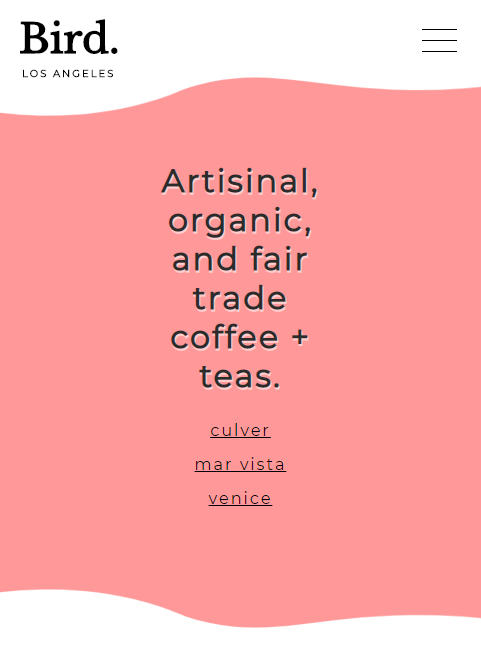 Bird.
LOS ANGELES
Artisinal,
organic,
and fair
trade
coffee +
teas.
culver
mar vista
venice